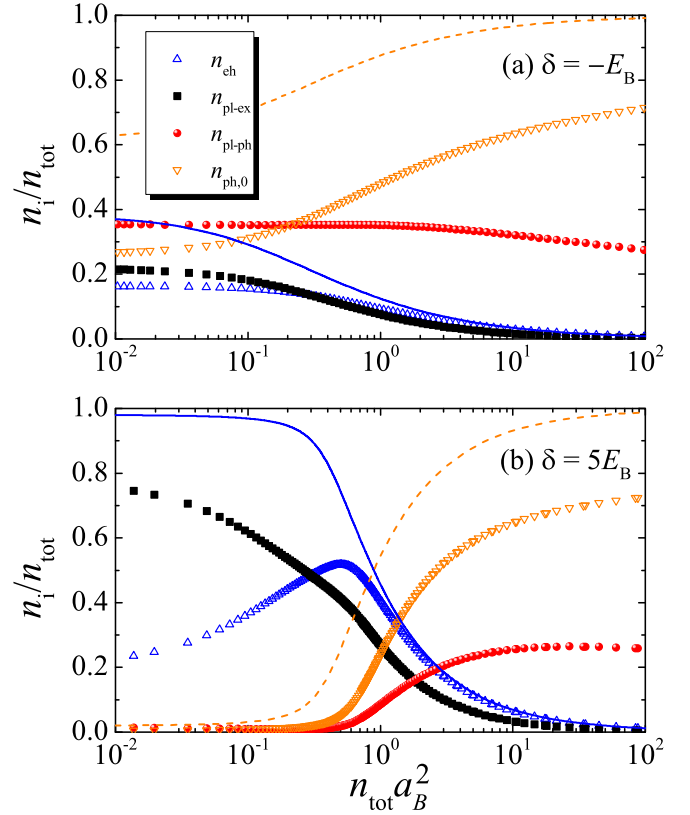 1.0
0.8
0.6
0.4
0.2
0.0
n_i/n_tot
n_eh
n_pl-ex
n_pl-ph
n_ph,0
(a) δ = −E_B
10^-2 10^-1 10^0 10^1 10^2
1.0
0.8
0.6
0.4
0.2
0.0
n_i/n_tot
(b) δ = 5E_B
10^-2 10^-1 10^0 10^1 10^2
n_tot a_B^2